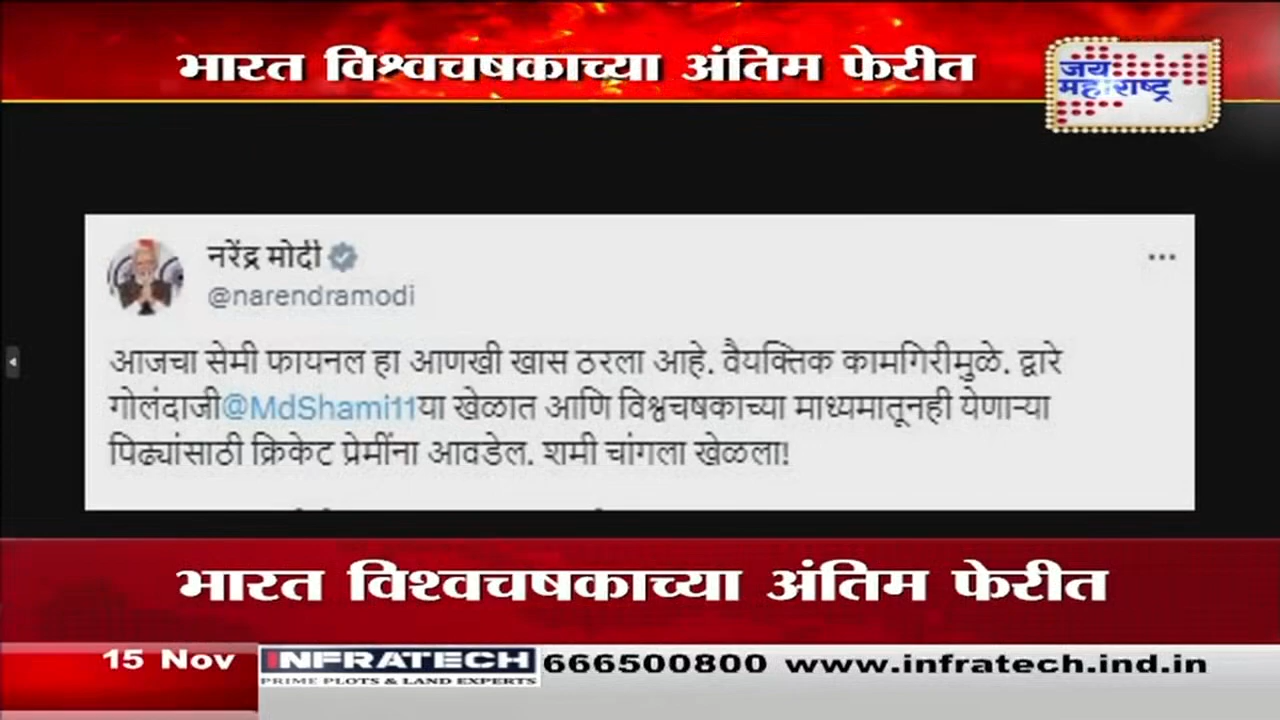 भारत विश्वचषकाच्या अंतिम फेरीत
जय
महाराष्ट्र
नरेंद्र मोदी
@narendramodi
आजचा सेमी फायनल हा आणखी खास ठरला आहे. वैयक्तिक कामगिरीमुळे. द्वारे
गोलंदाजी@MdShami11या खेळात आणि विश्वचषकाच्या माध्यमातूनही येणाऱ्या
पिढ्यांसाठी क्रिकेट प्रेमींना आवडेल. शमी चांगला खेळला!
भारत विश्वचषकाच्या अंतिम फेरीत
15 Nov INFRATECH 666500800 www.infratech.ind.in
PRIME PLOTS & LAND EXPERTS